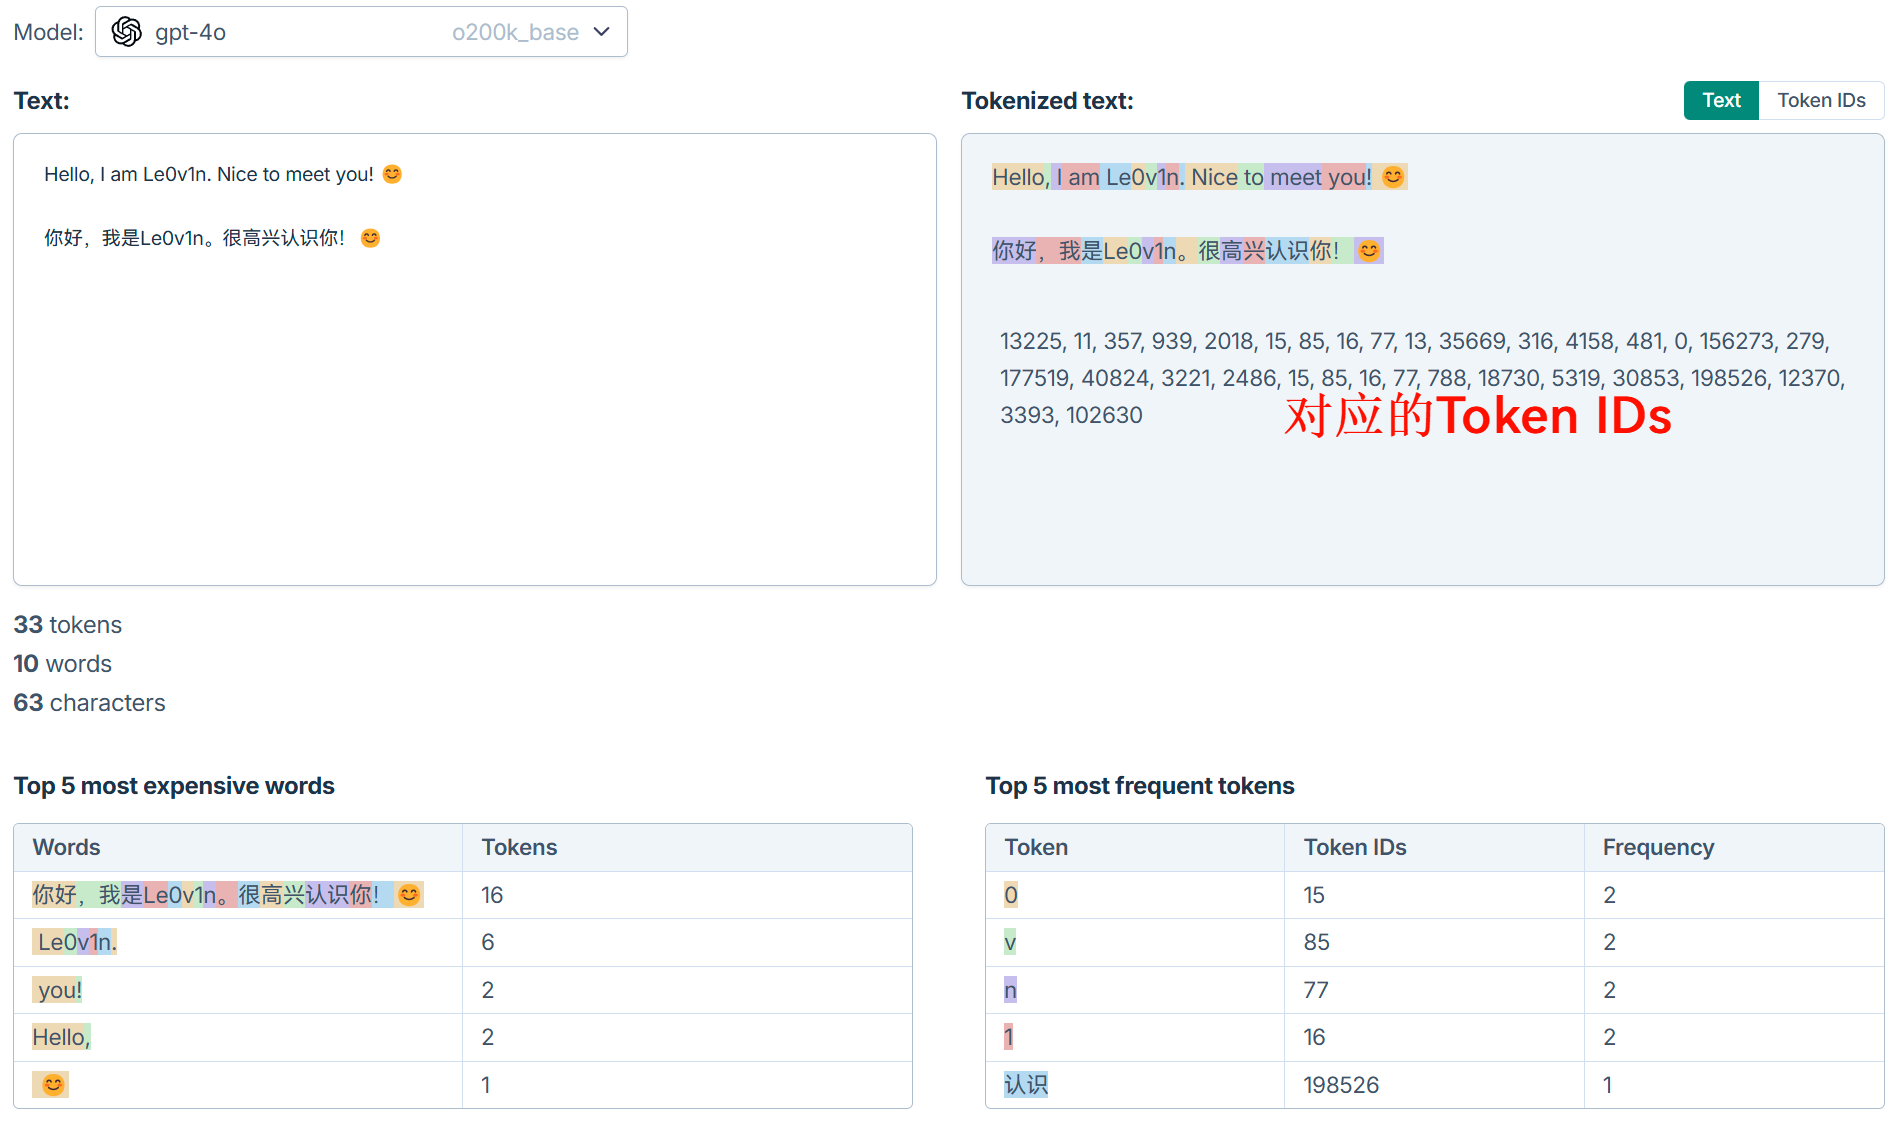 Model: gpt-4o o200k_base
Text:
Hello, I am Le0v1n. Nice to meet you! 😊
你好，我是Le0v1n。很高兴认识你！ 😊
Tokenized text:
Text Token IDs
Hello, I am Le0v1n. Nice to meet you! 😊
你好，我是Le0v1n。很高兴认识你！ 😊
13225, 11, 357, 939, 2018, 15, 85, 16, 77, 13, 35669, 316, 4158, 481, 0, 156273, 279,
177519, 40824, 3221, 2486, 15, 85, 16, 77, 788, 18730, 5319, 30853, 198526, 12370,
3393, 102630
对应的Token IDs
33 tokens
10 words
63 characters
Top 5 most expensive words
Words Tokens
你好，我是Le0v1n。很高兴认识你！ 😊 16
Le0v1n. 6
you! 2
Hello, 2
😊 1
Top 5 most frequent tokens
Token Token IDs Frequency
0 15 2
v 85 2
n 77 2
1 16 2
认识 198526 1